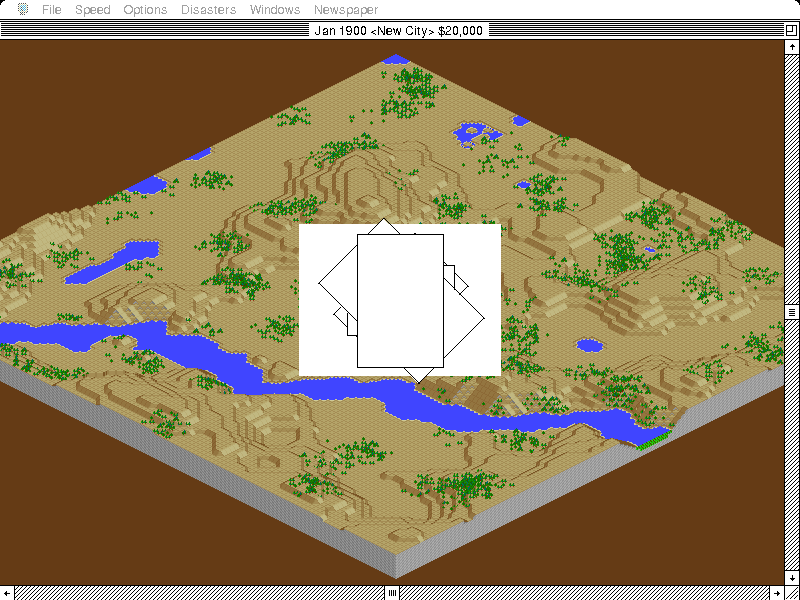 File Speed Options Disasters Windows Newspaper
Jan 1900 <New City> $20,000